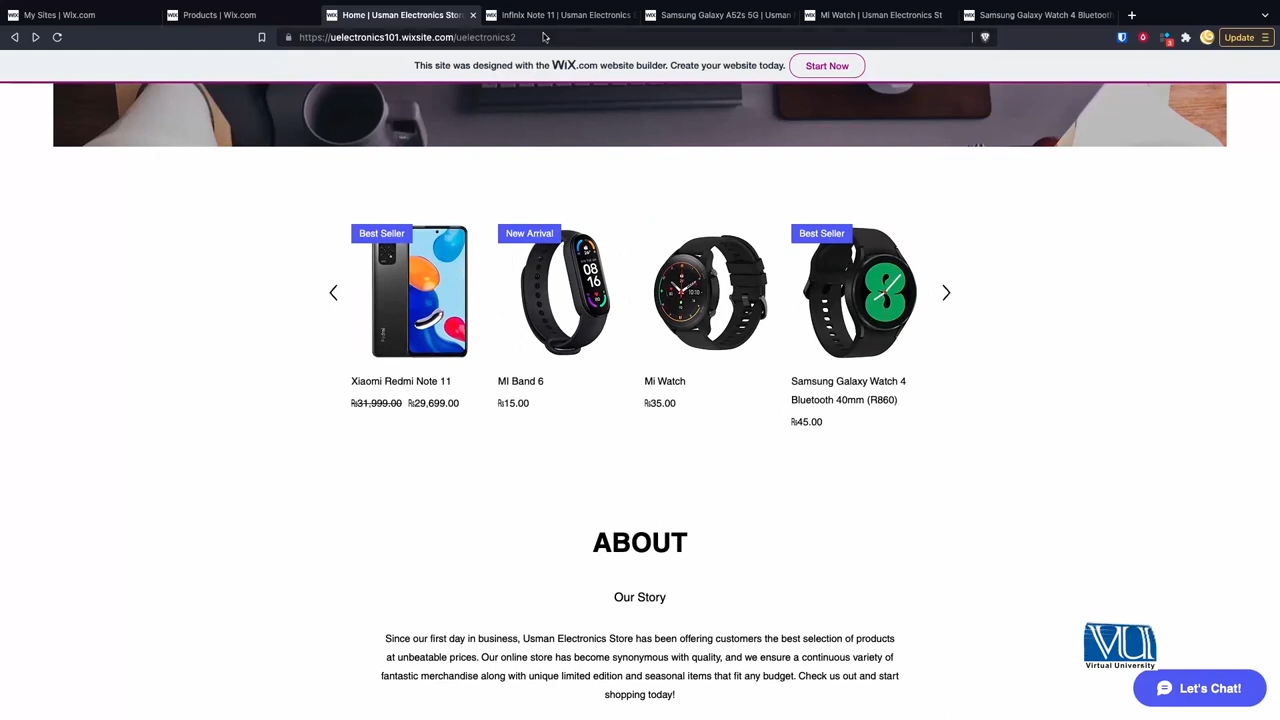 My Sites | Wix.com
Products | Wix.com
Home | Usman Electronics Store
Infinix Note 11 | Usman Electronics S
Samsung Galaxy A52s 5G | Usman
Mi Watch | Usman Electronics St
Samsung Galaxy Watch 4 Bluetooth
https://uelectronics101.wixsite.com/uelectronics2
Update
This site was designed with the WiX.com website builder. Create your website today.
Start Now
Best Seller
New Arrival
Best Seller
Xiaomi Redmi Note 11
MI Band 6
Mi Watch
Samsung Galaxy Watch 4
Bluetooth 40mm (R860)
₨31,999.00 ₨29,699.00
₨15.00
₨35.00
₨45.00
ABOUT
Our Story
Since our first day in business, Usman Electronics Store has been offering customers the best selection of products
at unbeatable prices. Our online store has become synonymous with quality, and we ensure a continuous variety of
fantastic merchandise along with unique limited edition and seasonal items that fit any budget. Check us out and start
shopping today!
VU
Virtual University
Let's Chat!